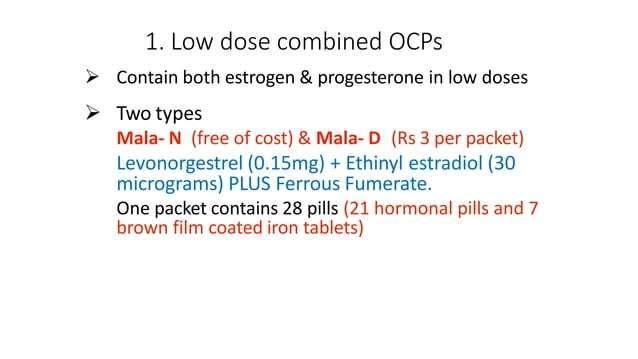 1. Low dose combined OCPs
➢ Contain both estrogen & progesterone in low doses
➢ Two types
Mala- N (free of cost) & Mala- D (Rs 3 per packet)
Levonorgestrel (0.15mg) + Ethinyl estradiol (30
micrograms) PLUS Ferrous Fumerate.
One packet contains 28 pills (21 hormonal pills and 7
brown film coated iron tablets)